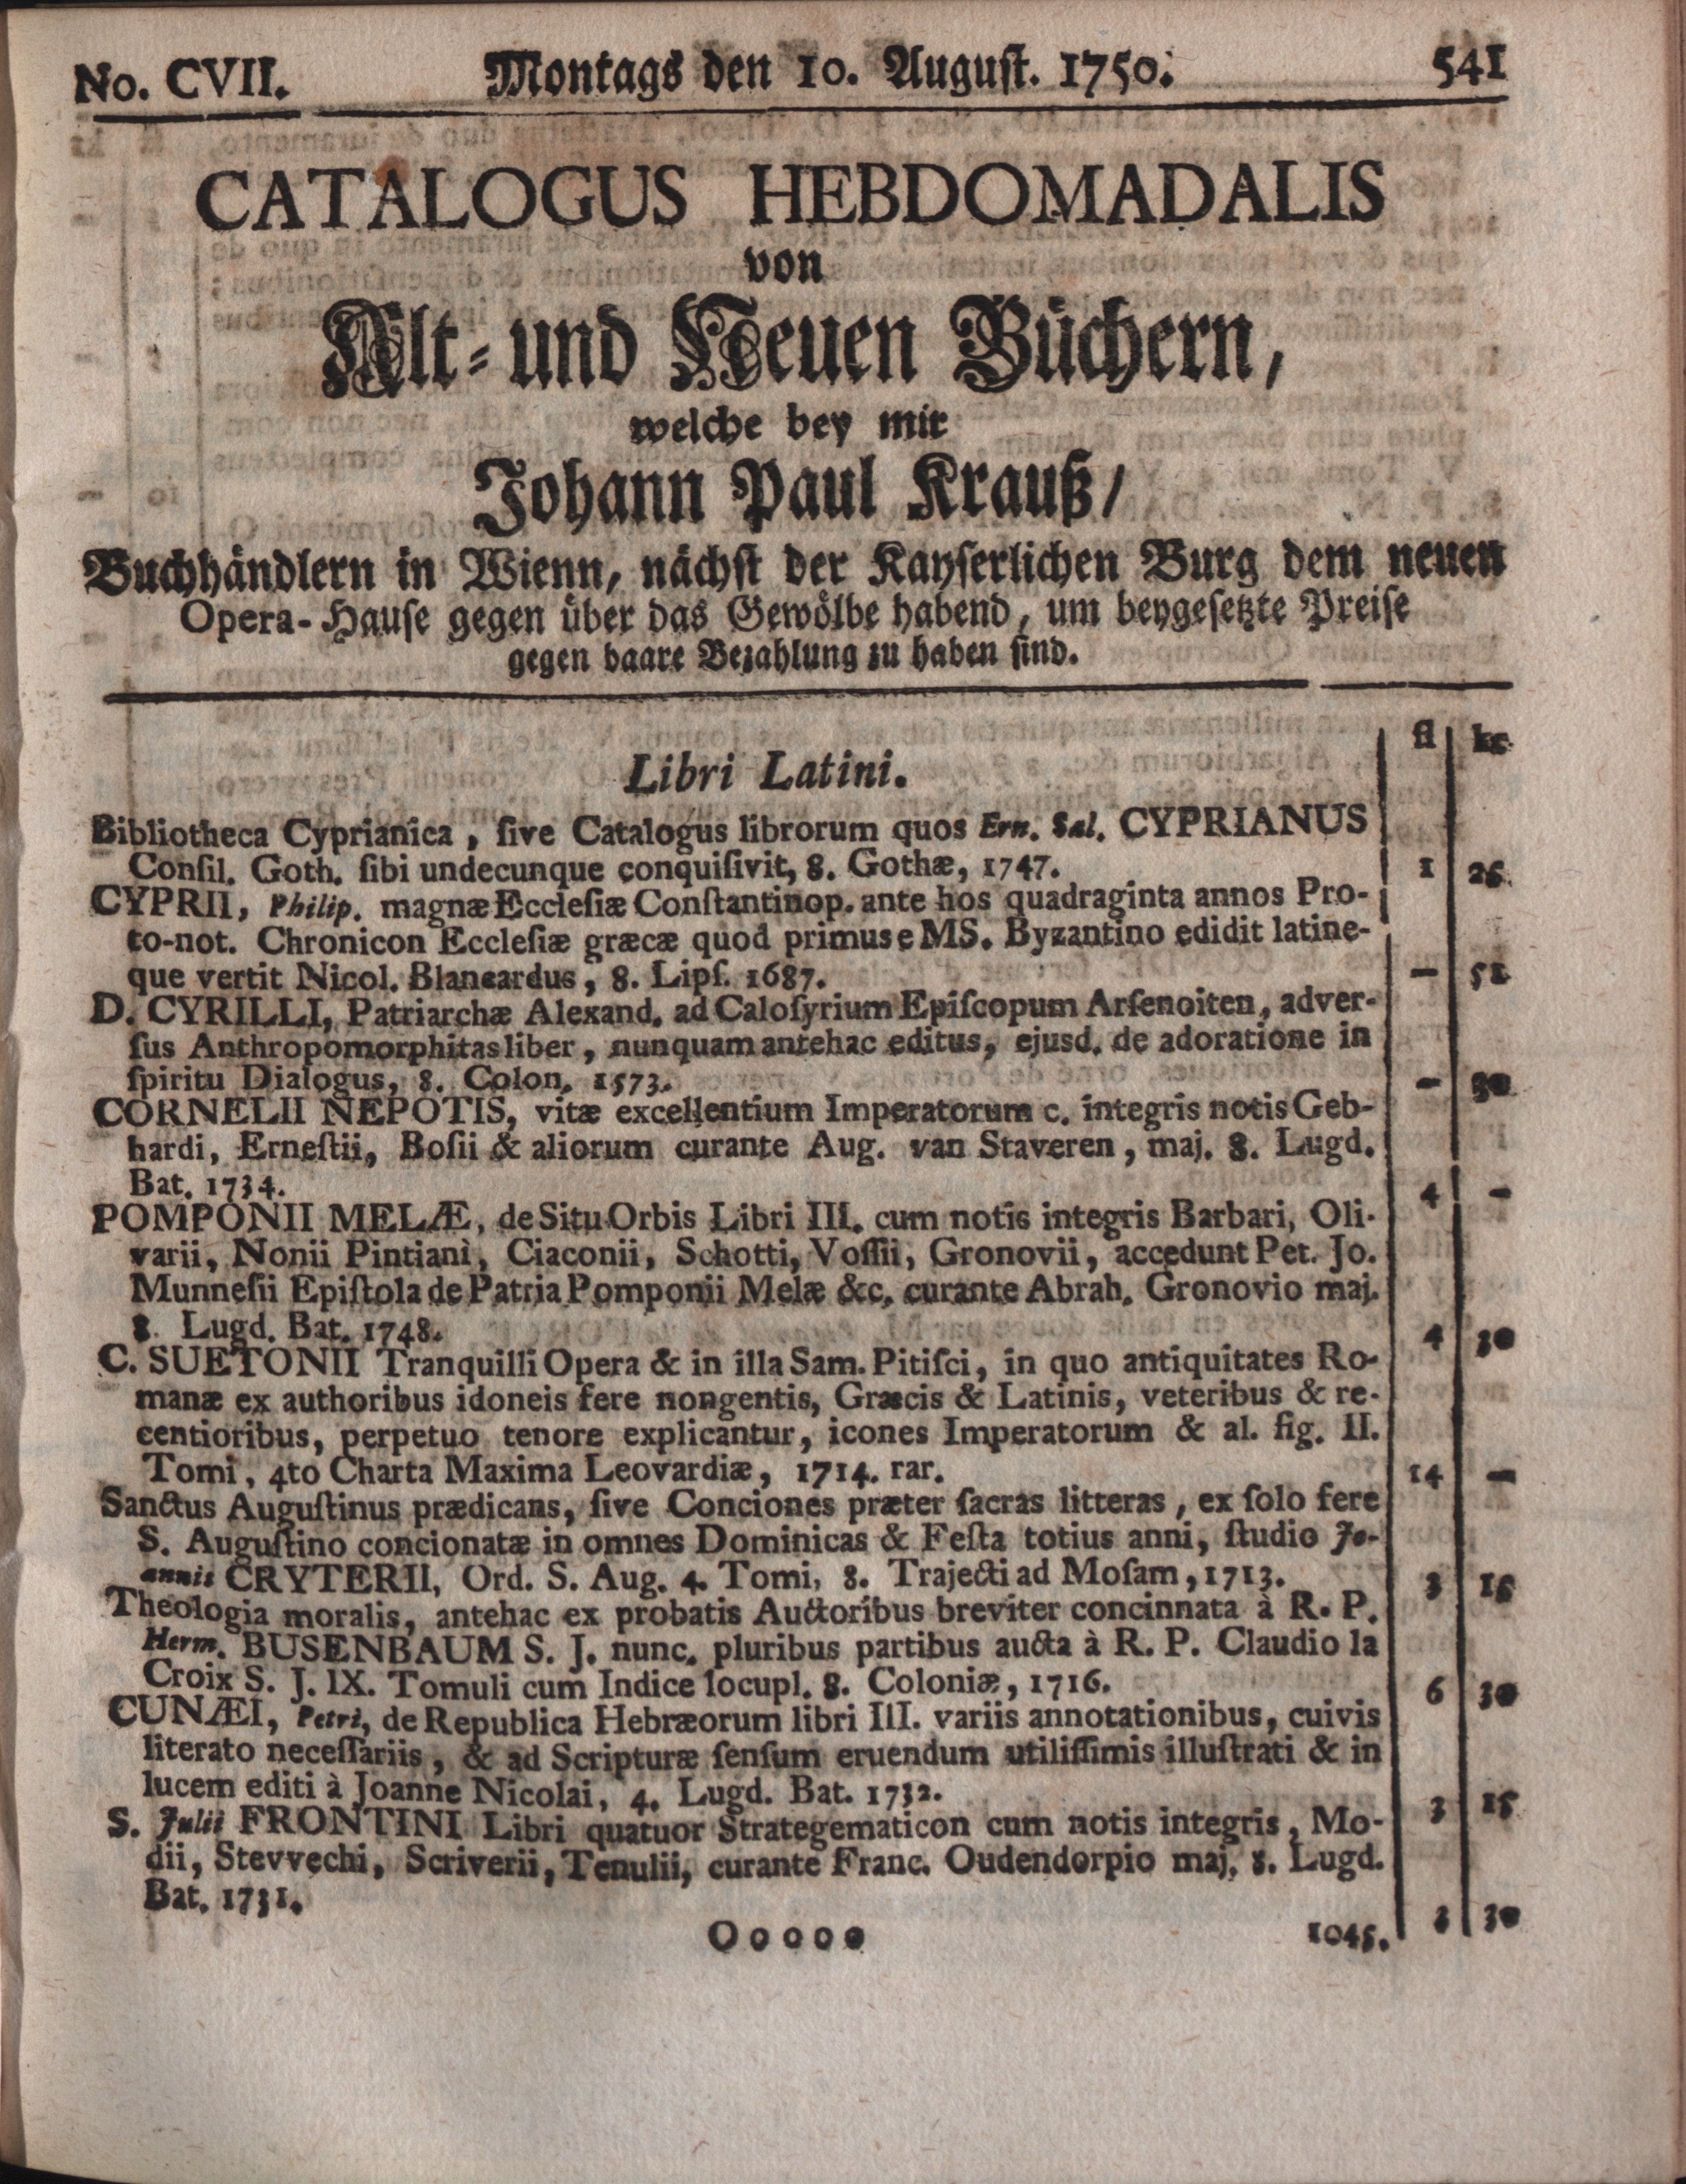 No. CVII. Montags den 10. August. 1750. 541
CATALOGUS HEBDOMADALIS
von
Alt- und Neuen Büchern,
welche bey mir
Johann Paul Krauß/
Buchhändlern in Wienn, nächst der Kayserlichen Burg dem neuen
Opera-Hause gegen über das Gewölbe habend, um beygesetzte Preise
gegen baare Bezahlung zu haben sind.
fl kr
Libri Latini.
Bibliotheca Cyprianica, ſive Catalogus librorum quos Ern. Sal. CYPRIANUS
Conſil. Goth. ſibi undecunque conquiſivit, 8. Gothæ, 1747. 1 26
CYPRII, Philip. magnæ Eccleſiæ Conſtantinop. ante hos quadraginta annos Pro-
to-not. Chronicon Eccleſiæ græcæ quod primus e MS. Byzantino edidit latine-
que vertit Nicol. Blancardus, 8. Lipſ. 1687. - 51
D. CYRILLI, Patriarchæ Alexand. ad Caloſyrium Epiſcopum Arſenoiten, adver-
ſus Anthropomorphitas liber, nunquam antehac editus, ejusd. de adoratione in
ſpiritu Dialogus, 8. Colon. 1573. - 30
CORNELII NEPOTIS, vitæ excellentium Imperatorum c. integris notis Geb-
hardi, Erneſtii, Boſii & aliorum curante Aug. van Staveren, maj. 8. Lugd.
Bat. 1734. 4 -
POMPONII MELÆ, de Situ Orbis Libri III. cum notis integris Barbari, Oli-
varii, Nonii Pintiani, Ciaconii, Schotti, Voſſii, Gronovii, accedunt Pet. Jo.
Munneſii Epiſtola de Patria Pomponii Melæ &c. curante Abrah. Gronovio maj.
8. Lugd. Bat. 1748. 4 30
C. SUETONII Tranquilli Opera & in illa Sam. Pitiſci, in quo antiquitates Ro-
manæ ex authoribus idoneis fere nongentis, Græcis & Latinis, veteribus & re-
centioribus, perpetuo tenore explicantur, icones Imperatorum & al. fig. II.
Tomi, 4to Charta Maxima Leovardiæ, 1714. rar. 14 -
Sanctus Auguſtinus prædicans, ſive Conciones præter ſacras litteras, ex ſolo fere
S. Auguſtino concionatæ in omnes Dominicas & Feſta totius anni, ſtudio Jo-
annis CRYTERII, Ord. S. Aug. 4. Tomi, 8. Trajecti ad Moſam, 1713. 3 15
Theologia moralis, antehac ex probatis Auctoribus breviter concinnata à R. P.
Herm. BUSENBAUM S. J. nunc. pluribus partibus aucta à R. P. Claudio la
Croix S. J. IX. Tomuli cum Indice locupl. 8. Coloniæ, 1716. 6 30
CUNÆI, Petri, de Republica Hebræorum libri III. variis annotationibus, cuivis
literato neceſſariis, & ad Scripturæ ſenſum eruendum utiliſſimis illuſtrati & in
lucem editi à Joanne Nicolai, 4. Lugd. Bat. 1732. 3 15
S. Julii FRONTINI Libri quatuor Strategematicon cum notis integris, Mo-
dii, Stevvechi, Scriverii, Tenulii, curante Franc. Oudendorpio maj. 8. Lugd.
Bat. 1731. 3 30
O o o o o 1045.